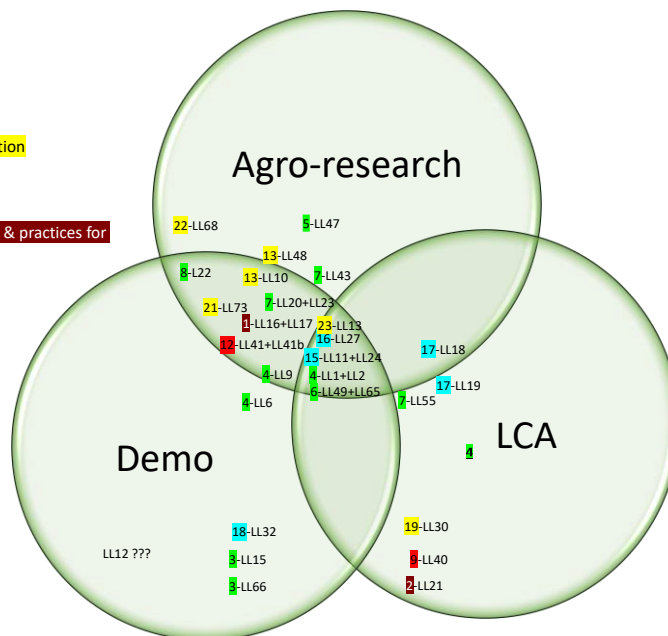 tion
& practices for
Agro-research
22-LL68
5-LL47
13-LL48
8-L22
13-LL10
7-LL43
21-LL73
7-LL20+LL23
1-LL16+LL17
23-LL13
16-LL27
12-LL41+LL41b
15-LL11+LL24
17-LL18
4-LL9
4-LL1+LL2
17-LL19
6-LL49+LL65
4-LL6
7-LL55
Demo
LCA
4
18-LL32
19-LL30
LL12 ???
3-LL15
9-LL40
3-LL66
2-LL21